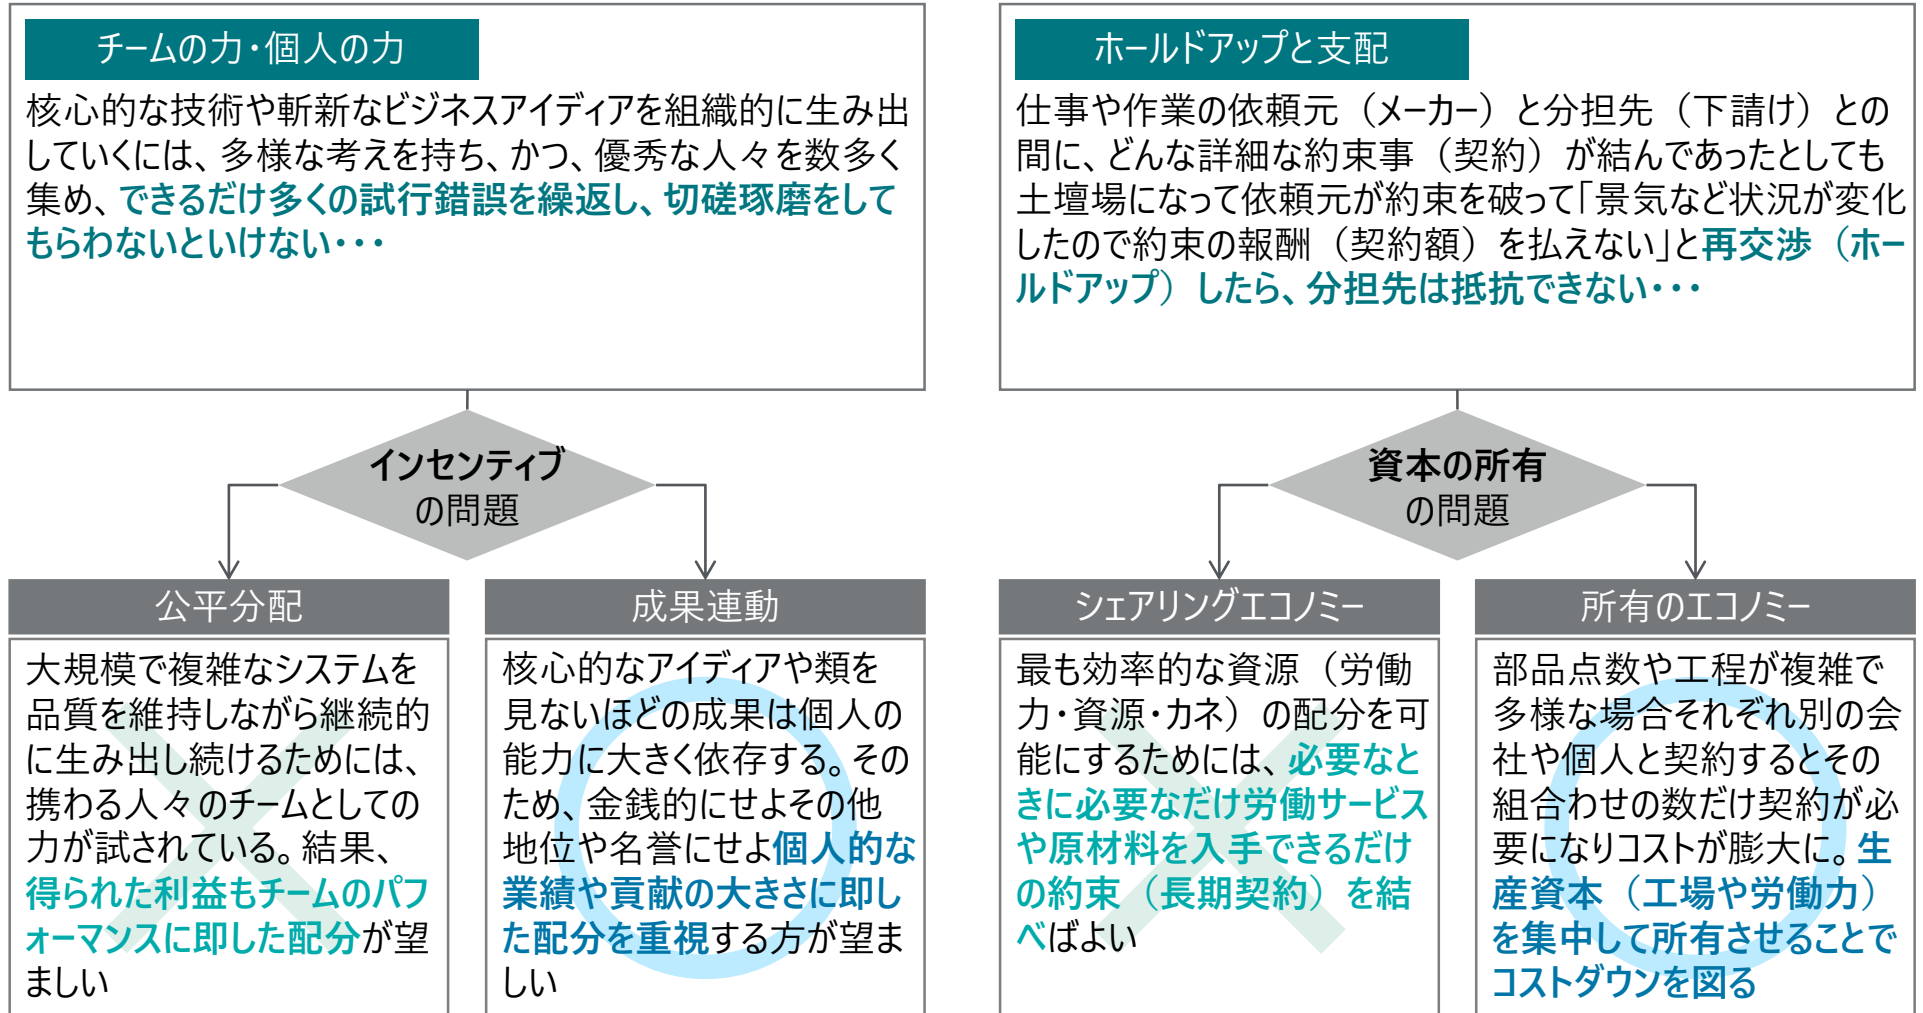 チームの力・個人の力
核心的な技術や斬新なビジネスアイディアを組織的に生み出
していくには、多様な考えを持ち、かつ、優秀な人々を数多く
集め、できるだけ多くの試行錯誤を繰返し、切磋琢磨をして
もらわないといけない・・・
ホールドアップと支配
仕事や作業の依頼元（メーカー）と分担先（下請け）との
間に、どんな詳細な約束事（契約）が結んであったとしても
土壇場になって依頼元が約束を破って「景気など状況が変化
したので約束の報酬（契約額）を払えない」と再交渉（ホー
ルドアップ）したら、分担先は抵抗できない・・・
インセンティブ
の問題
資本の所有
の問題
公平分配
大規模で複雑なシステムを
品質を維持しながら継続的
に生み出し続けるためには、
携わる人々のチームとしての
力が試されている。結果、
得られた利益もチームのパフ
ォーマンスに即した配分が望
ましい
成果連動
核心的なアイディアや類を
見ないほどの成果は個人の
能力に大きく依存する。その
ため、金銭的にせよその他
地位や名誉にせよ個人的な
業績や貢献の大きさに即し
た配分を重視する方が望ま
しい
シェアリングエコノミー
最も効率的な資源（労働
力・資源・カネ）の配分を可
能にするためには、必要なと
きに必要なだけ労働サービス
や原材料を入手できるだけ
の約束（長期契約）を結
べばよい
所有のエコノミー
部品点数や工程が複雑で
多様な場合それぞれ別の会
社や個人と契約するとその
組合わせの数だけ契約が必
要になりコストが膨大に。生
産資本（工場や労働力）
を集中して所有させることで
コストダウンを図る